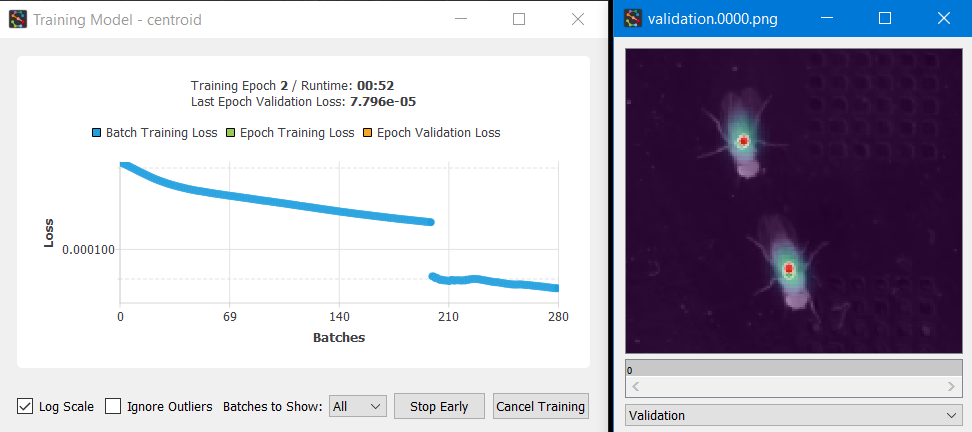 Training Model - centroid
Training Epoch 2 / Runtime: 00:52
Last Epoch Validation Loss: 7.796e-05
Batch Training Loss Epoch Training Loss Epoch Validation Loss
Loss
0.000100
0 69 140 210 280
Batches
Log Scale Ignore Outliers Batches to Show: All Stop Early Cancel Training
validation.0000.png
0
Validation